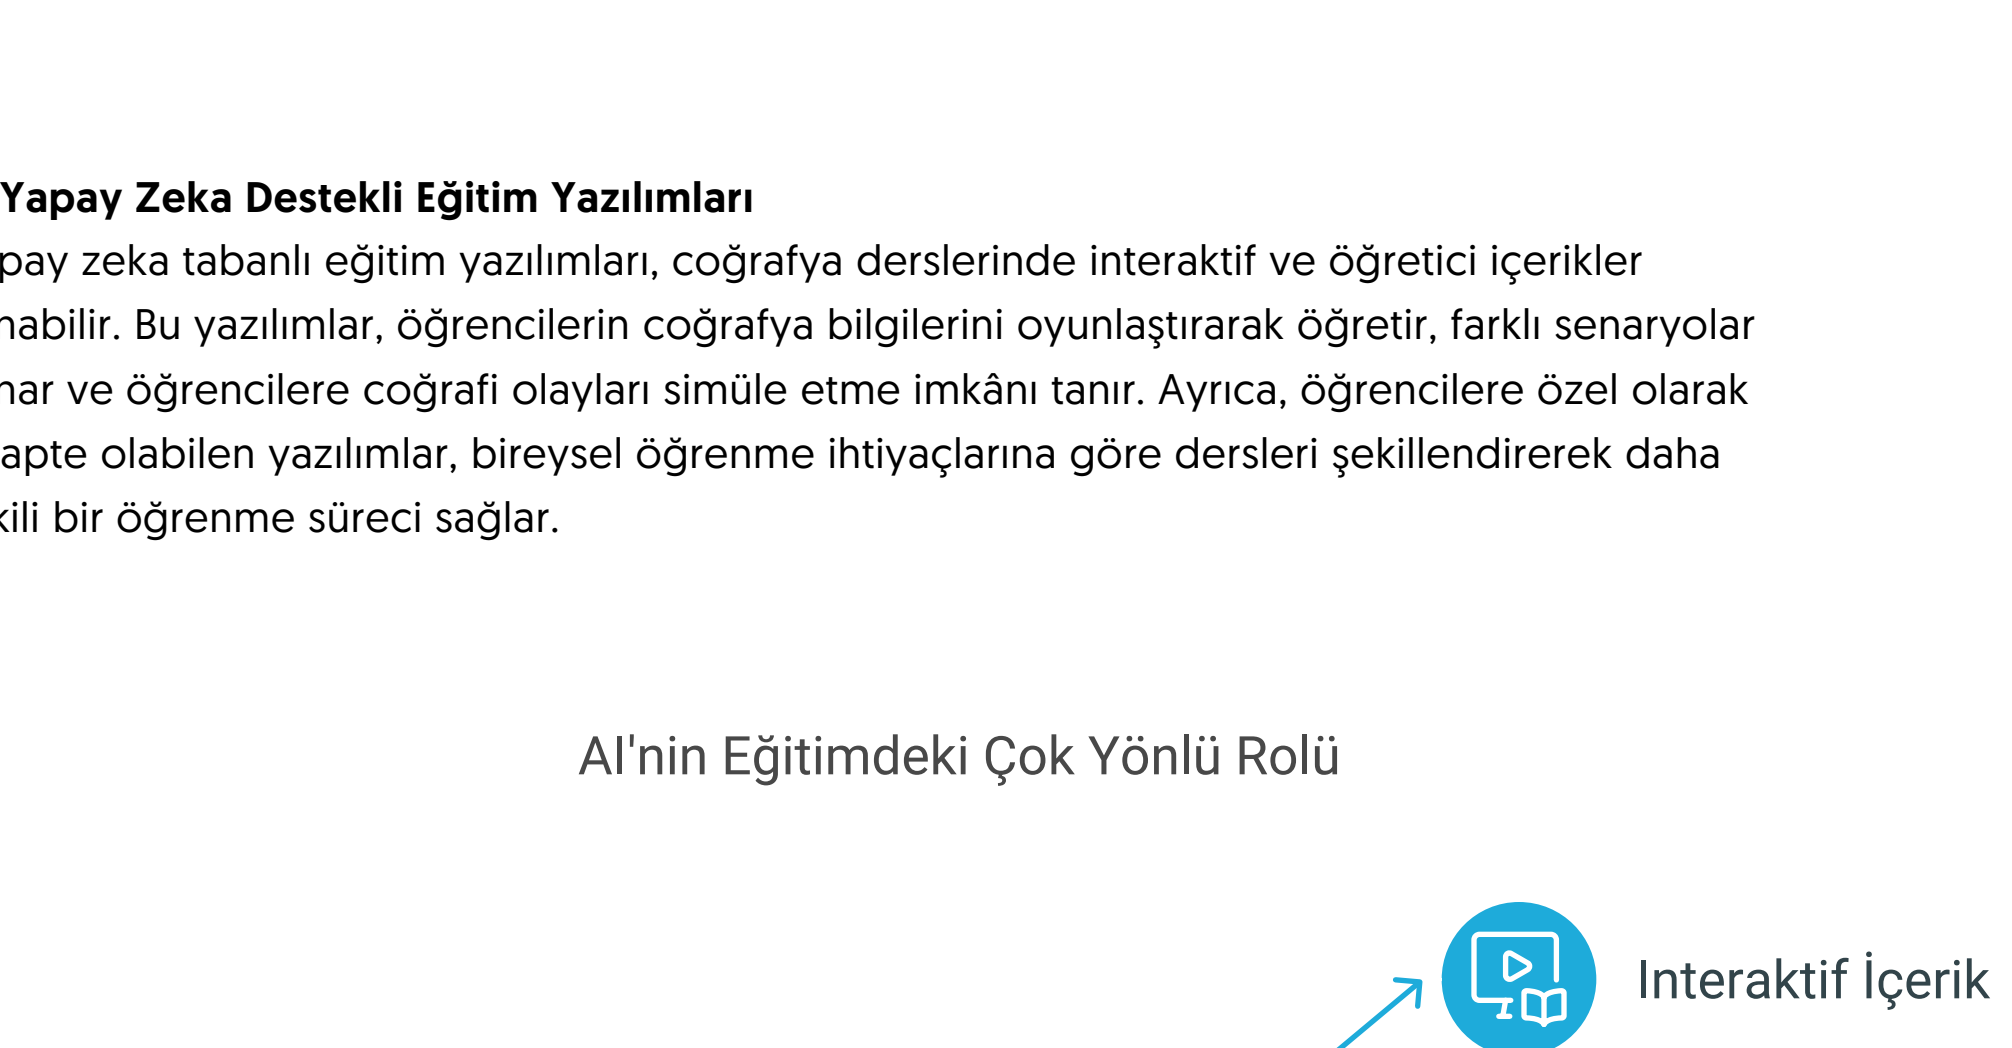 Yapay Zeka Destekli Eğitim Yazılımları
pay zeka tabanlı eğitim yazılımları, coğrafya derslerinde interaktif ve öğretici içerikler
nabilir. Bu yazılımlar, öğrencilerin coğrafya bilgilerini oyunlaştırarak öğretir, farklı senaryolar
nar ve öğrencilere coğrafi olayları simüle etme imkânı tanır. Ayrıca, öğrencilere özel olarak
apte olabilen yazılımlar, bireysel öğrenme ihtiyaçlarına göre dersleri şekillendirerek daha
kili bir öğrenme süreci sağlar.
AI'nin Eğitimdeki Çok Yönlü Rolü
Interaktif İçerik